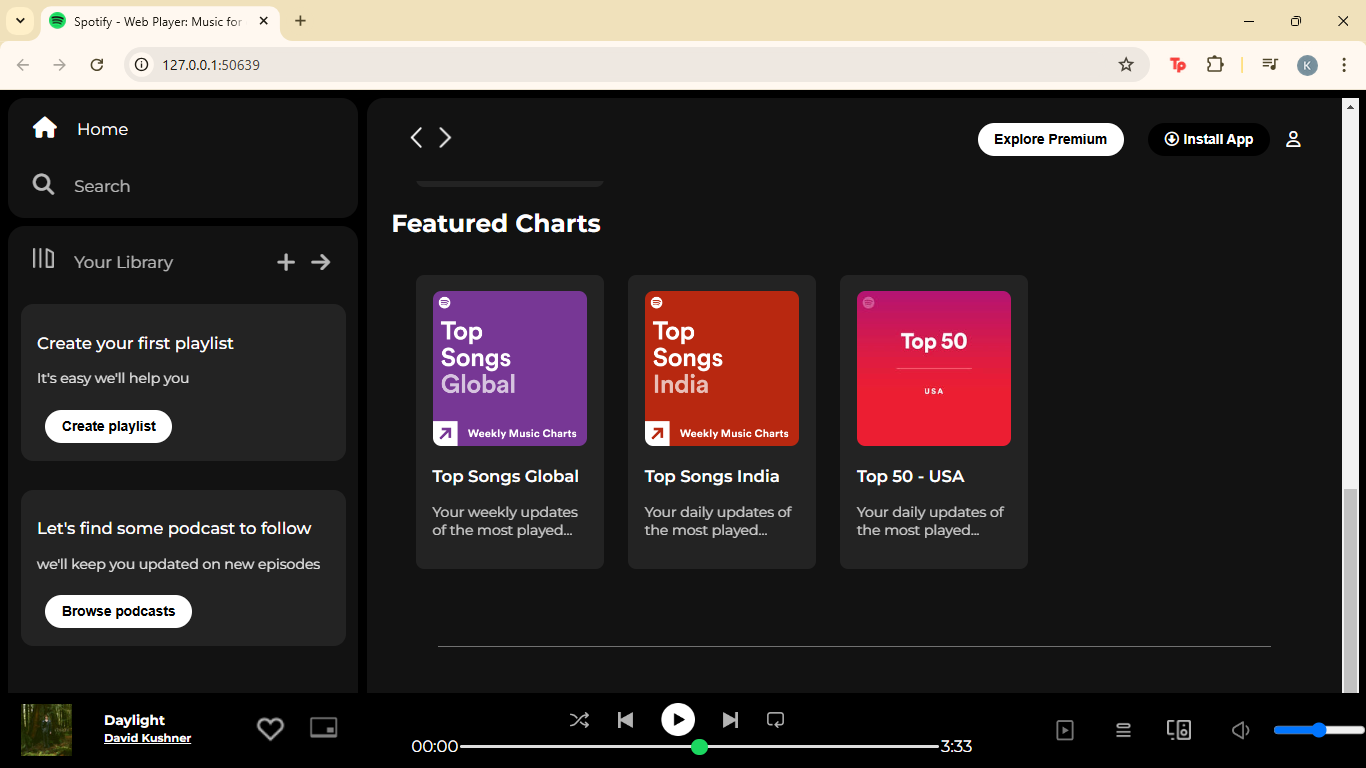 Spotify - Web Player: Music for
127.0.0.1:50639
Tp
K
Home
Search
Your Library
Create your first playlist
It's easy we'll help you
Create playlist
Let's find some podcast to follow
we'll keep you updated on new episodes
Browse podcasts
Explore Premium
Install App
Featured Charts
Top
Songs
Global
Weekly Music Charts
Top Songs Global
Your weekly updates
of the most played...
Top
Songs
India
Weekly Music Charts
Top Songs India
Your daily updates of
the most played...
Top 50
USA
Top 50 - USA
Your daily updates of
the most played...
Daylight
David Kushner
00:00
3:33